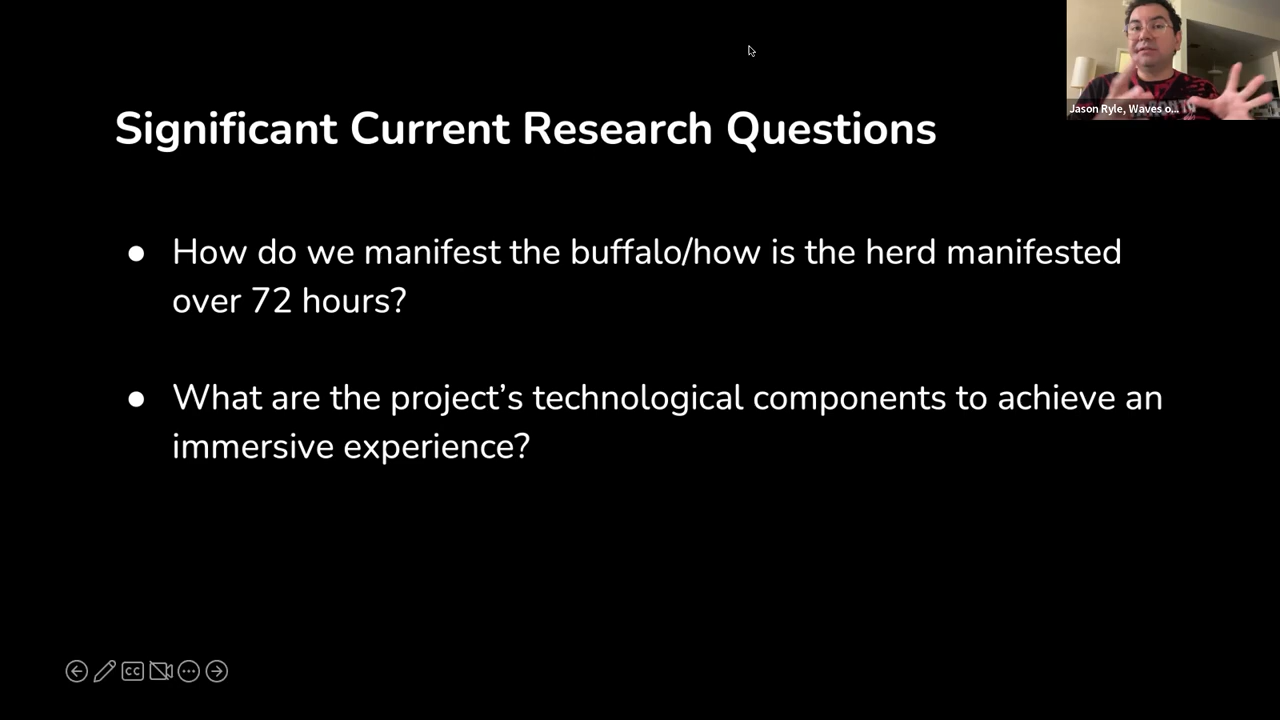 Jason Ryle, Waves o...
Significant Current Research Questions
● How do we manifest the buffalo/how is the herd manifested
over 72 hours?
● What are the project’s technological components to achieve an
immersive experience?
CC